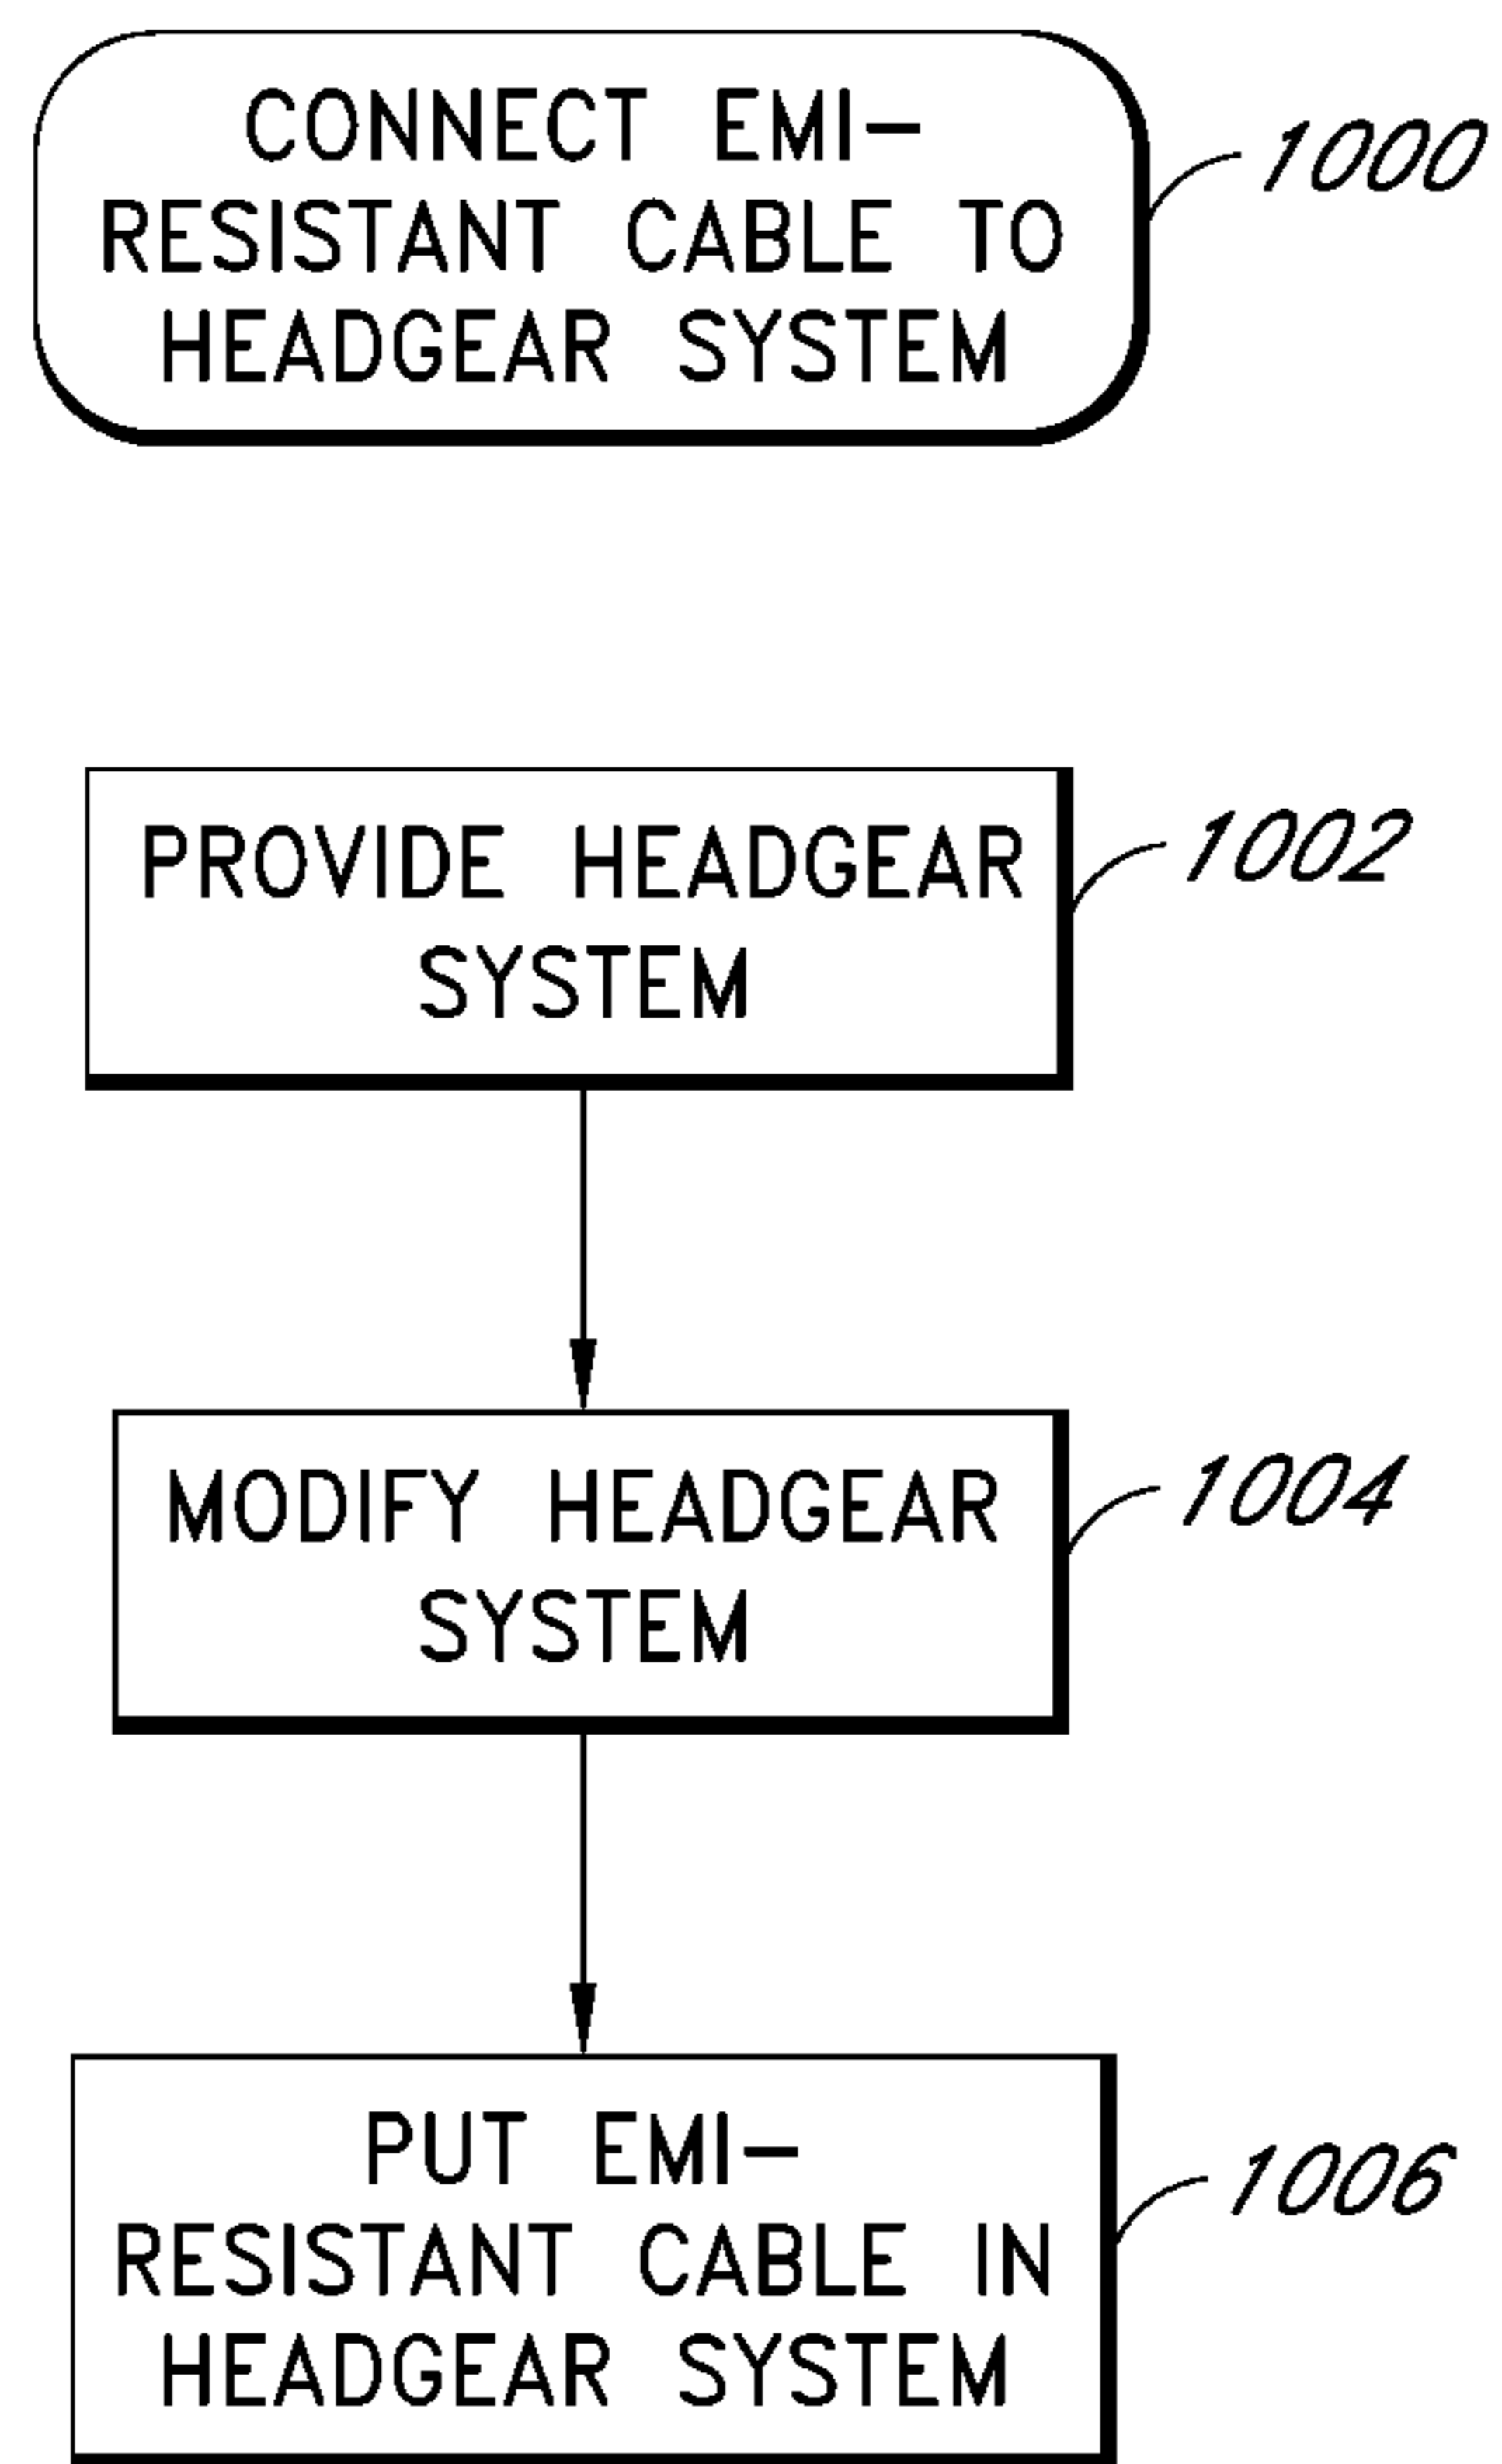 CONNECT EMI-
RESISTANT CABLE TO
HEADGEAR SYSTEM
1000
PROVIDE HEADGEAR
SYSTEM
1002
MODIFY HEADGEAR
SYSTEM
1004
PUT EMI-
RESISTANT CABLE IN
HEADGEAR SYSTEM
1006